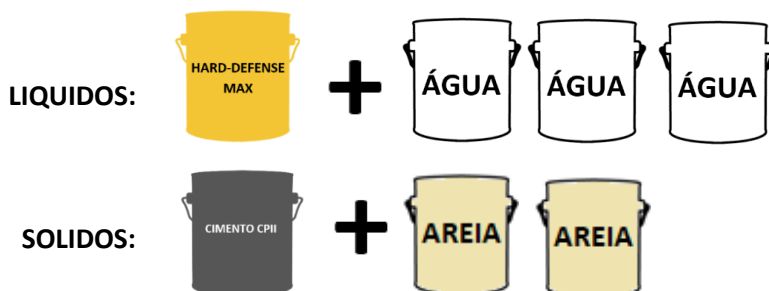 LIQUIDOS:
HARD-DEFENSE
MAX
ÁGUA
ÁGUA
ÁGUA
SOLIDOS:
CIMENTO CPII
AREIA
AREIA